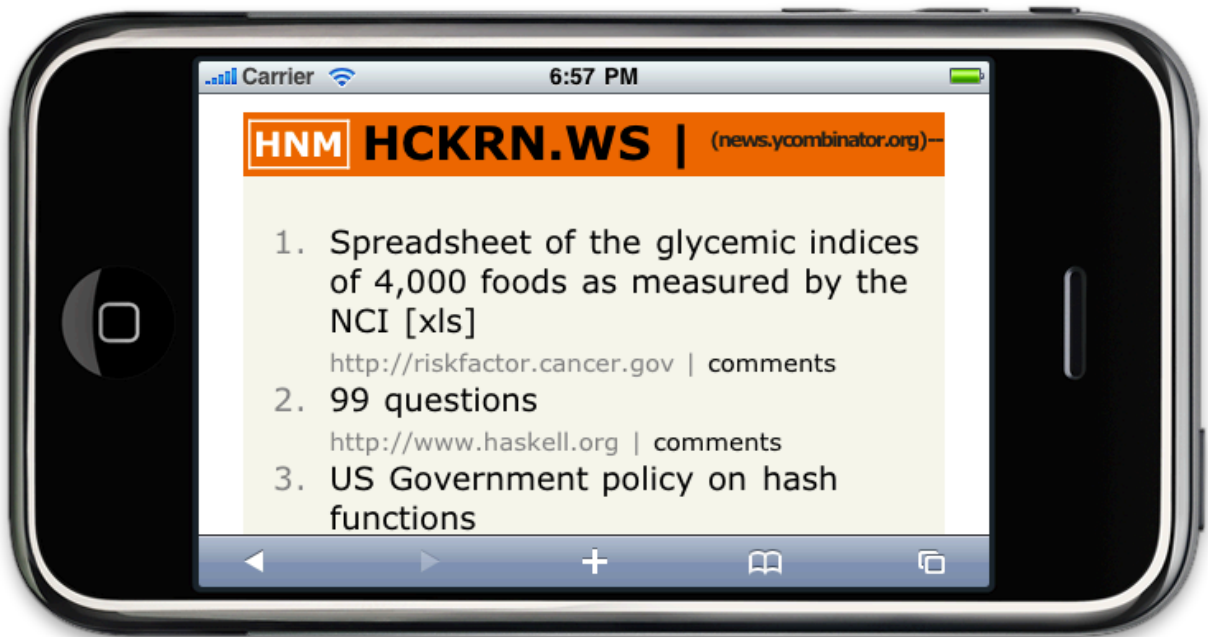 Carrier 6:57 PM
HNM HCKRN.WS | (news.ycombinator.org)--
1. Spreadsheet of the glycemic indices
of 4,000 foods as measured by the
NCI [xls]
http://riskfactor.cancer.gov | comments
2. 99 questions
http://www.haskell.org | comments
3. US Government policy on hash
functions